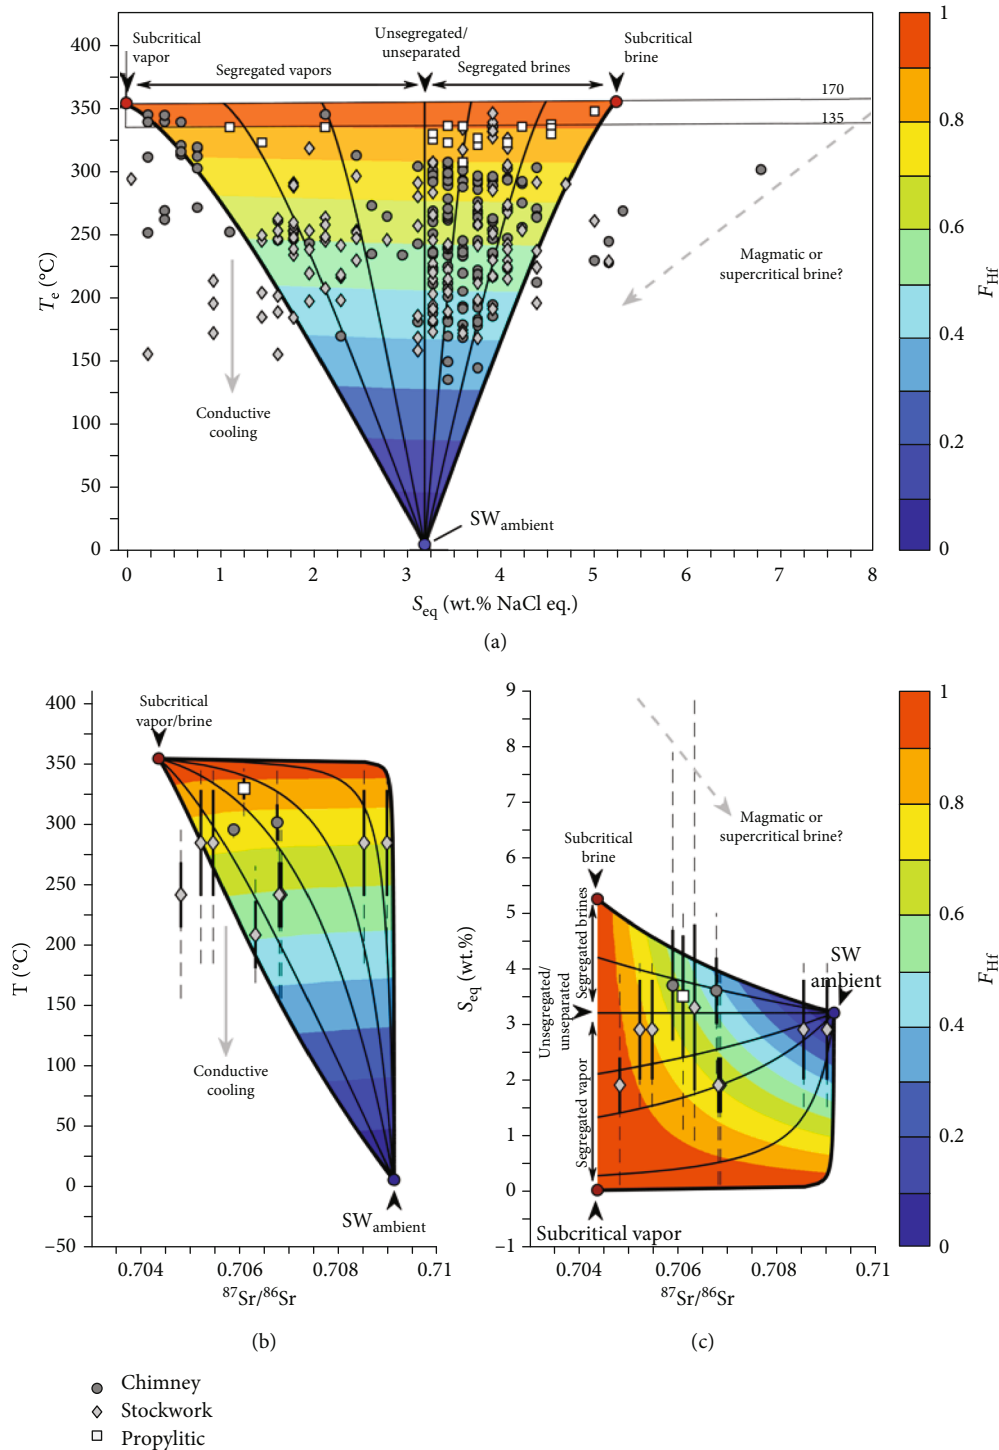 Subcritical vapor
Unsegregated/ unseparated
Subcritical brine
Segregated vapors
Segregated brines
170
135
Magmatic or supercritical brine?
Conductive cooling
SWambient
400
350
300
250
200
150
100
50
0
Te (°C)
0 1 2 3 4 5 6 7 8
Seq (wt.% NaCl eq.)
(a)
1
0.8
0.6
0.4
0.2
0
FHf
Subcritical vapor/brine
Conductive cooling
SWambient
400
350
300
250
200
150
100
50
0
−50
T (°C)
0.704 0.706 0.708 0.71
87Sr/86Sr
(b)
Magmatic or supercritical brine?
Subcritical brine
Segregated brines
Unsegregated/ unseparated
Segregated vapor
SW ambient
Subcritical vapor
9
8
7
6
5
4
3
2
1
0
−1
Seq (wt.%)
0.704 0.706 0.708 0.71
87Sr/86Sr
(c)
1
0.8
0.6
0.4
0.2
0
FHf
Chimney
Stockwork
Propylitic